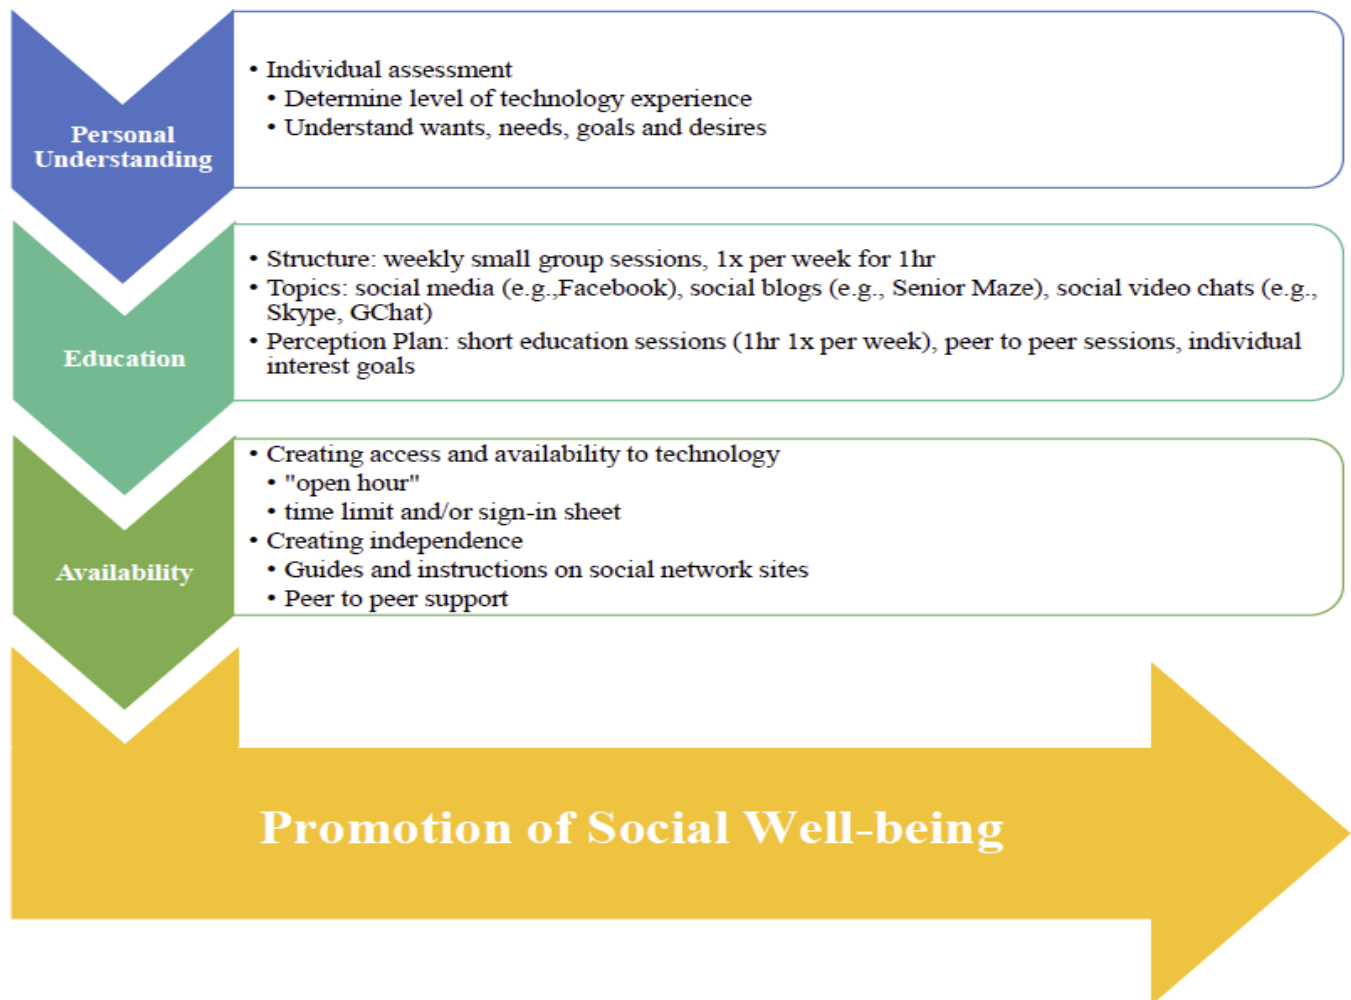 Personal
Understanding
• Individual assessment
• Determine level of technology experience
• Understand wants, needs, goals and desires
Education
• Structure: weekly small group sessions, 1x per week for 1hr
• Topics: social media (e.g.,Facebook), social blogs (e.g., Senior Maze), social video chats (e.g.,
Skype, GChat)
• Perception Plan: short education sessions (1hr 1x per week), peer to peer sessions, individual
interest goals
Availability
• Creating access and availability to technology
• "open hour"
• time limit and/or sign-in sheet
• Creating independence
• Guides and instructions on social network sites
• Peer to peer support
Promotion of Social Well-being